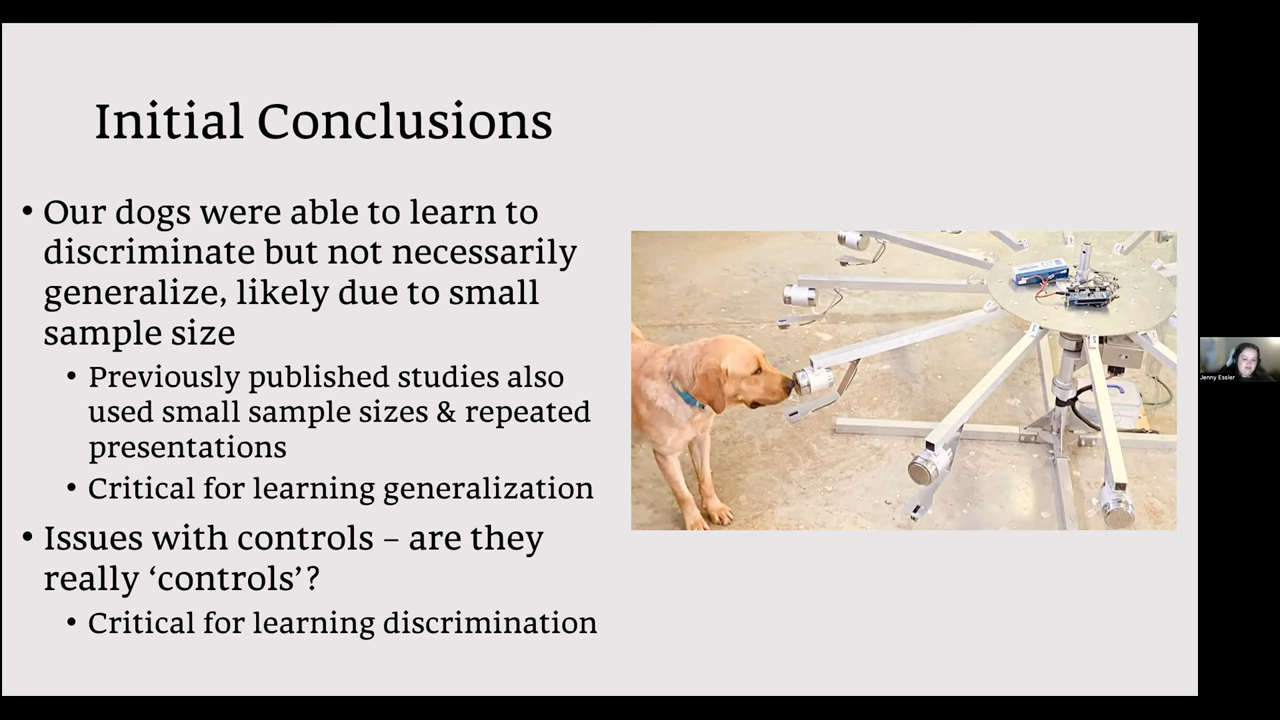 Initial Conclusions
• Our dogs were able to learn to
discriminate but not necessarily
generalize, likely due to small
sample size
• Previously published studies also
used small sample sizes & repeated
presentations
• Critical for learning generalization
• Issues with controls – are they
really ‘controls’?
• Critical for learning discrimination
Jenny Essler